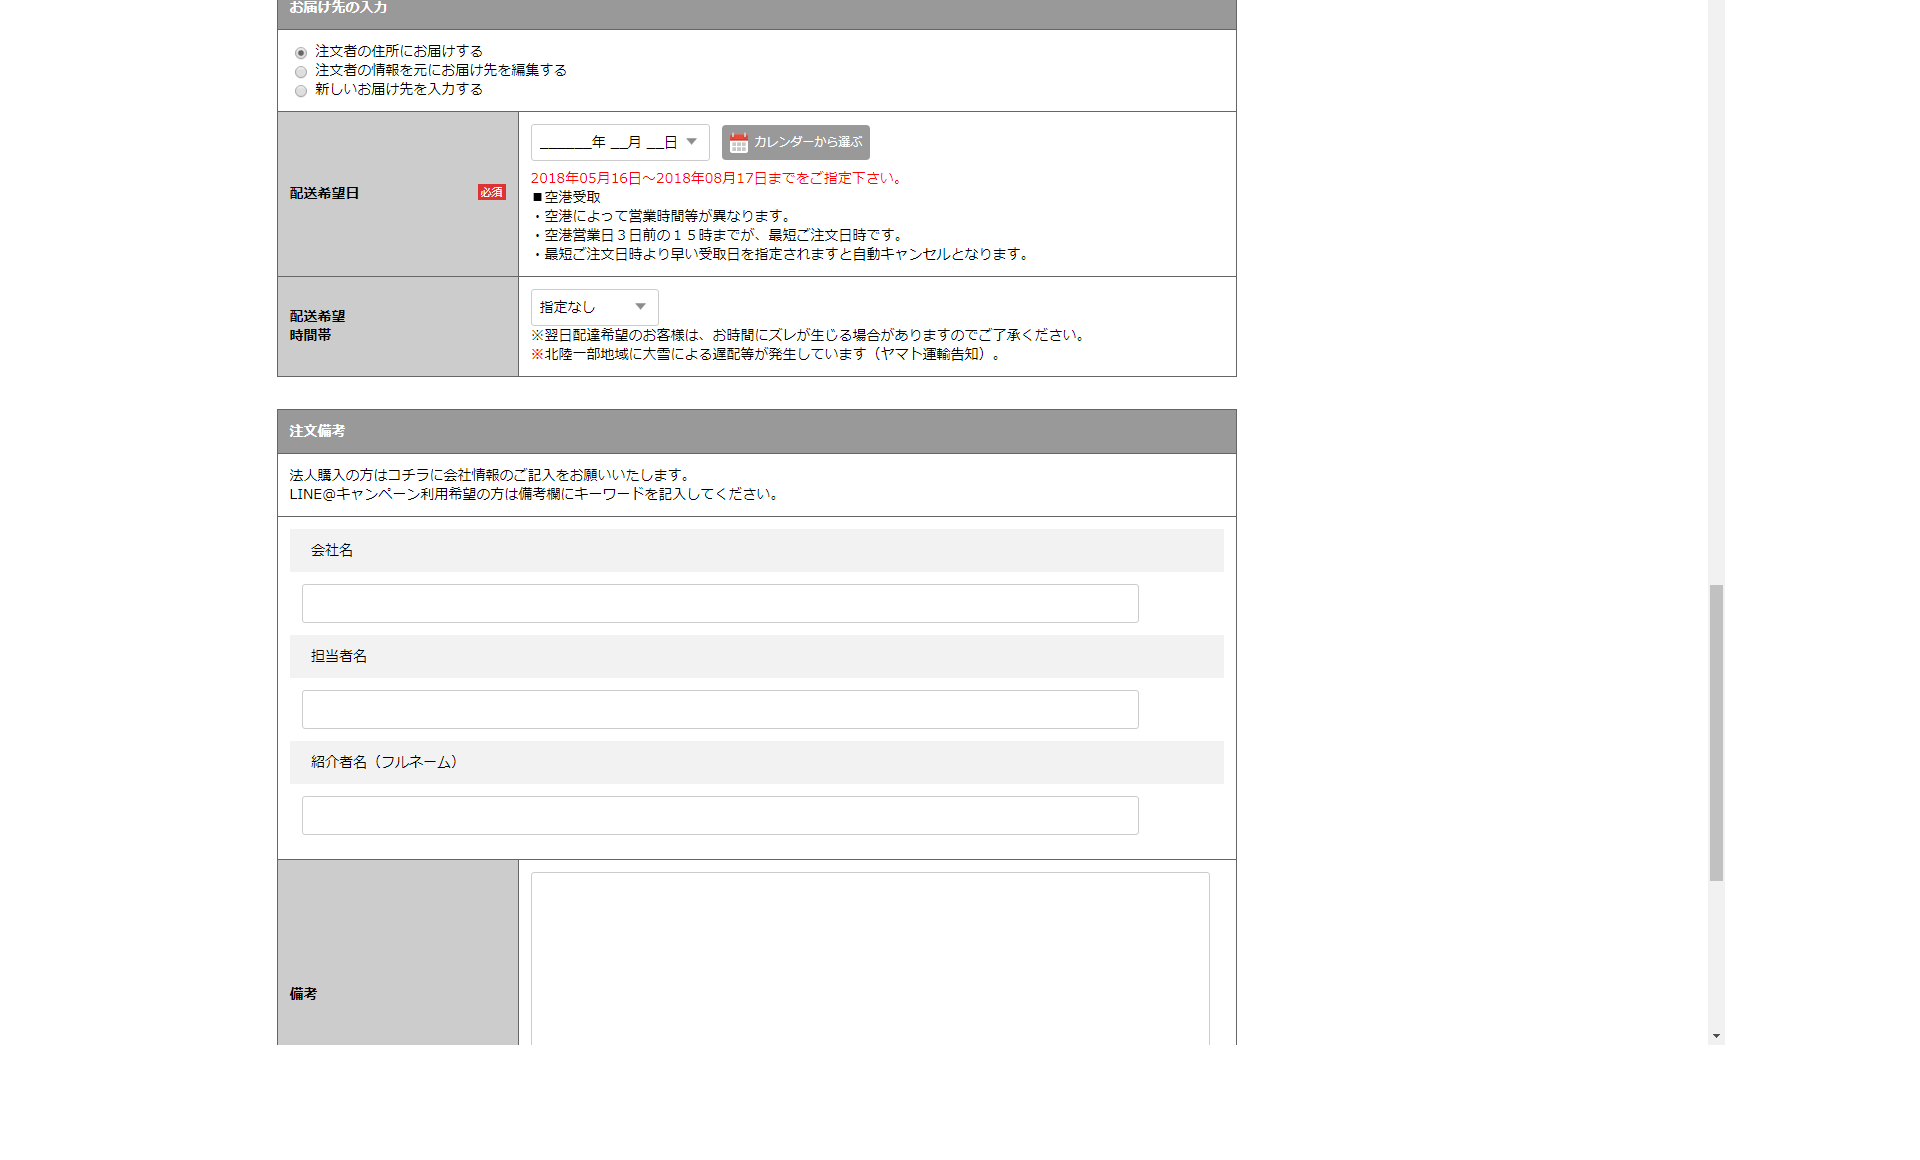 お届け先の入力
注文者の住所にお届けする
注文者の情報を元にお届け先を編集する
新しいお届け先を入力する
配送希望日 必須
______年 __月 __日 カレンダーから選ぶ
2018年05月16日～2018年08月17日までをご指定下さい。
■空港受取
・空港によって営業時間等が異なります。
・空港営業日３日前の１５時までが、最短ご注文日時です。
・最短ご注文日時より早い受取日を指定されますと自動キャンセルとなります。
配送希望
時間帯
指定なし
※翌日配達希望のお客様は、お時間にズレが生じる場合がありますのでご了承ください。
※北陸一部地域に大雪による遅配等が発生しています（ヤマト運輸告知）。
注文備考
法人購入の方はコチラに会社情報のご記入をお願いいたします。
LINE@キャンペーン利用希望の方は備考欄にキーワードを記入してください。
会社名
担当者名
紹介者名（フルネーム）
備考